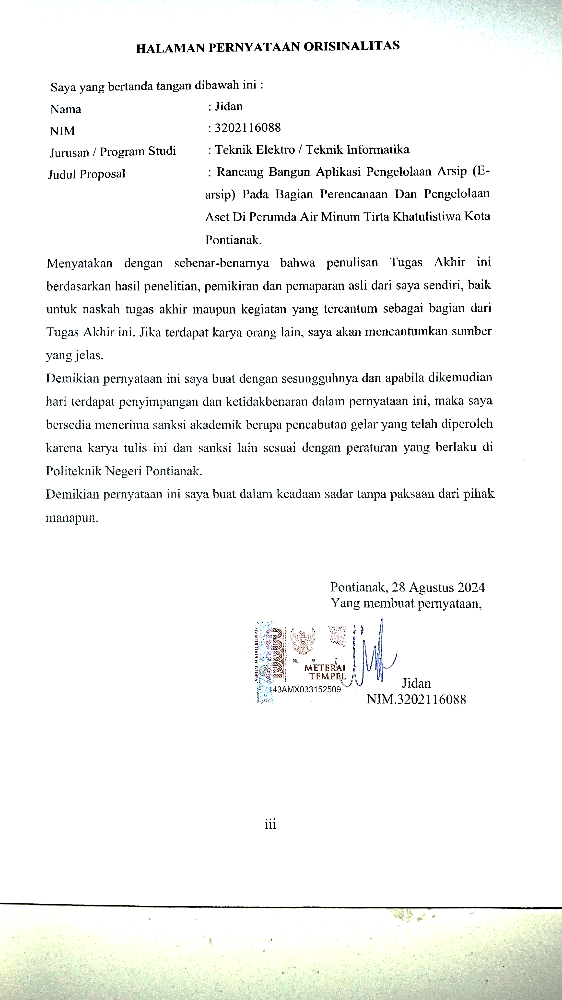 HALAMAN PERNYATAAN ORISINALITAS
Saya yang bertanda tangan dibawah ini :
Nama : Jidan
NIM : 3202116088
Jurusan / Program Studi : Teknik Elektro / Teknik Informatika
Judul Proposal : Rancang Bangun Aplikasi Pengelolaan Arsip (E-
arsip) Pada Bagian Perencanaan Dan Pengelolaan
Aset Di Perumda Air Minum Tirta Khatulistiwa Kota
Pontianak.
Menyatakan dengan sebenar-benarnya bahwa penulisan Tugas Akhir ini
berdasarkan hasil penelitian, pemikiran dan pemaparan asli dari saya sendiri, baik
untuk naskah tugas akhir maupun kegiatan yang tercantum sebagai bagian dari
Tugas Akhir ini. Jika terdapat karya orang lain, saya akan mencantumkan sumber
yang jelas.
Demikian pernyataan ini saya buat dengan sesungguhnya dan apabila dikemudian
hari terdapat penyimpangan dan ketidakbenaran dalam pernyataan ini, maka saya
bersedia menerima sanksi akademik berupa pencabutan gelar yang telah diperoleh
karena karya tulis ini dan sanksi lain sesuai dengan peraturan yang berlaku di
Politeknik Negeri Pontianak.
Demikian pernyataan ini saya buat dalam keadaan sadar tanpa paksaan dari pihak
manapun.
Pontianak, 28 Agustus 2024
Yang membuat pernyataan,
SEPULUH RIBU RUPIAH
10000
TGL. 20
METERAI
TEMPEL
43AMX033152509
Jidan
NIM.3202116088
iii